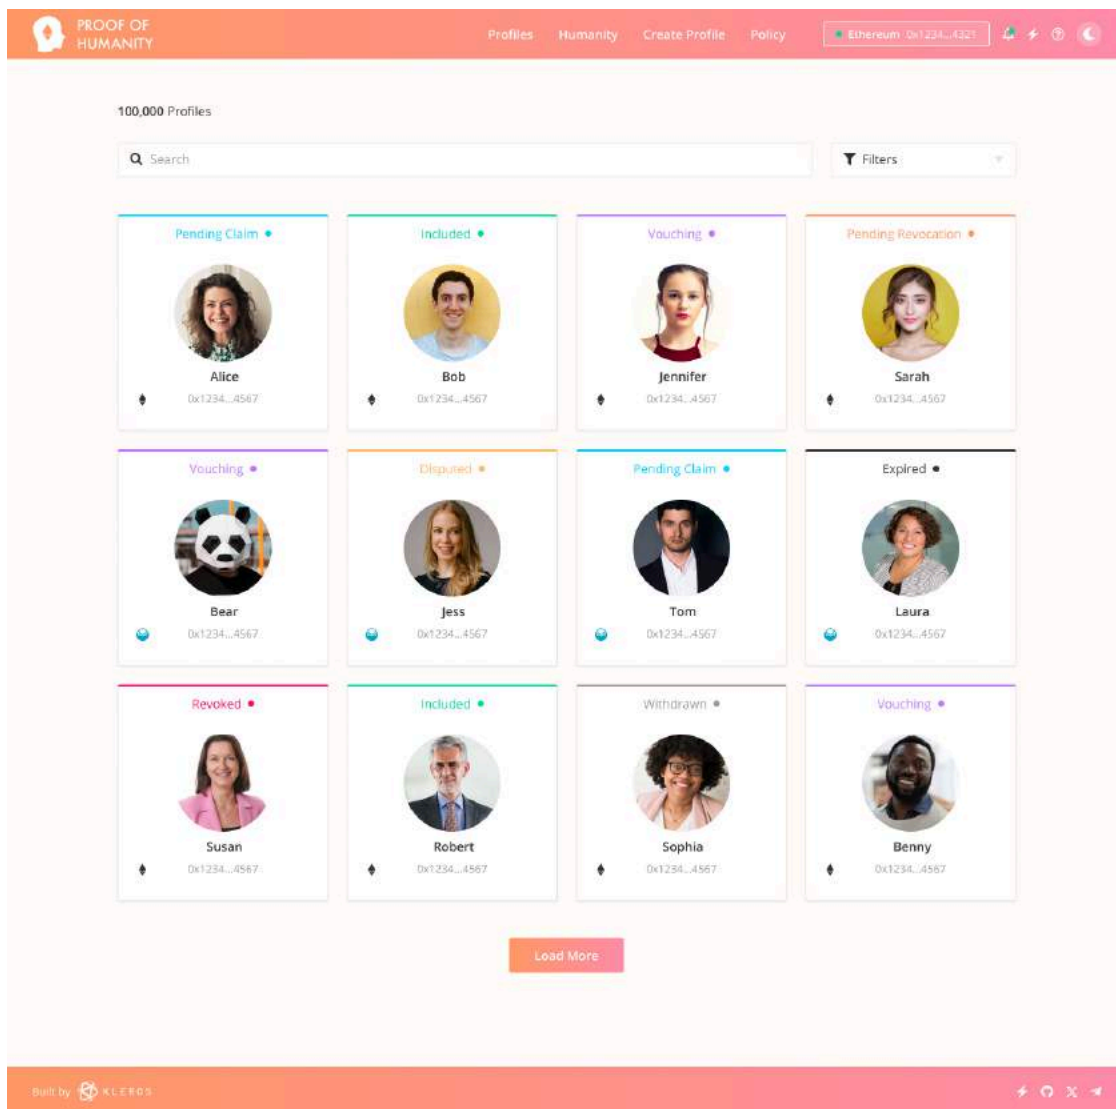 PROOF OF
HUMANITY
Profiles Humanity Create Profile Policy Ethereum 0x1234...4321
100,000 Profiles
Search Filters
Pending Claim Included Vouching Pending Revocation
Alice Bob Jennifer Sarah
0x1234...4567 0x1234...4567 0x1234...4567 0x1234...4567
Vouching Disputed Pending Claim Expired
Bear Jess Tom Laura
0x1234...4567 0x1234...4567 0x1234...4567 0x1234...4567
Revoked Included Withdrawn Vouching
Susan Robert Sophia Benny
0x1234...4567 0x1234...4567 0x1234...4567 0x1234...4567
Load More
Built by KLEROS